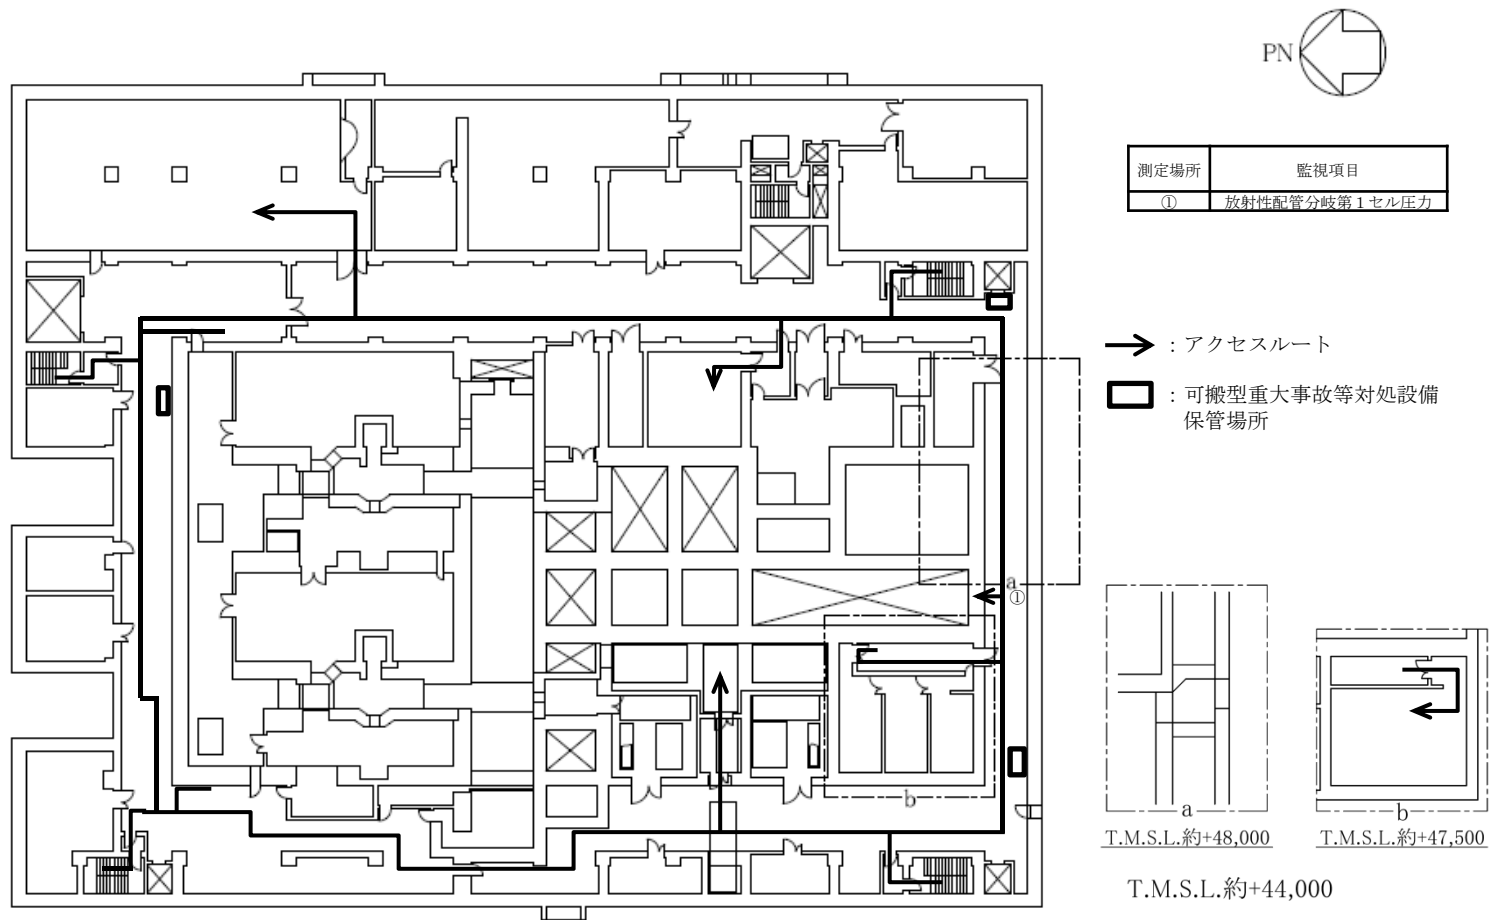 PN
測定場所 監視項目
① 放射性配管分岐第１セル圧力
：アクセスルート
：可搬型重大事故等対処設備
保管場所
a
①
b
a
T.M.S.L.約+48,000
b
T.M.S.L.約+47,500
T.M.S.L.約+44,000